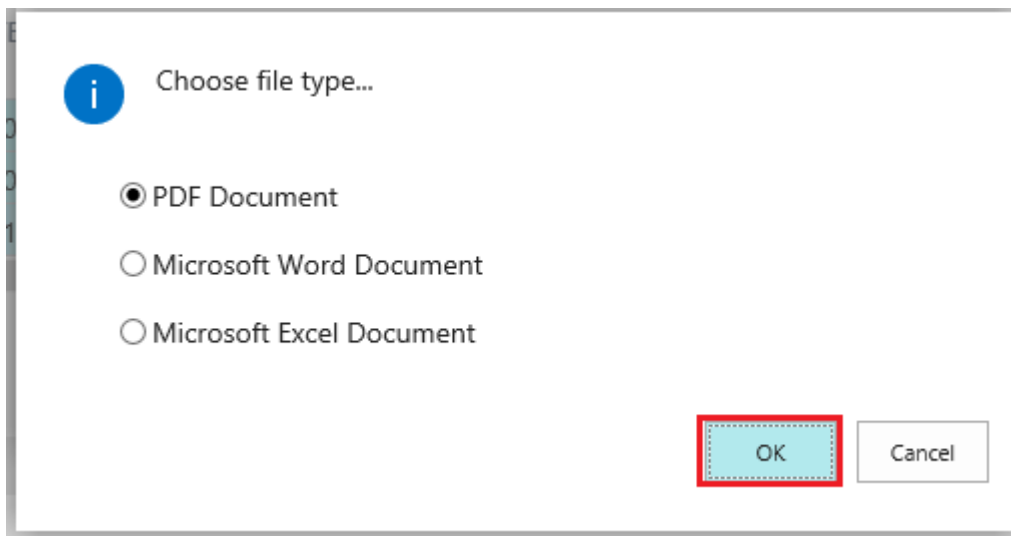 Choose file type...
PDF Document
Microsoft Word Document
Microsoft Excel Document
OK
Cancel